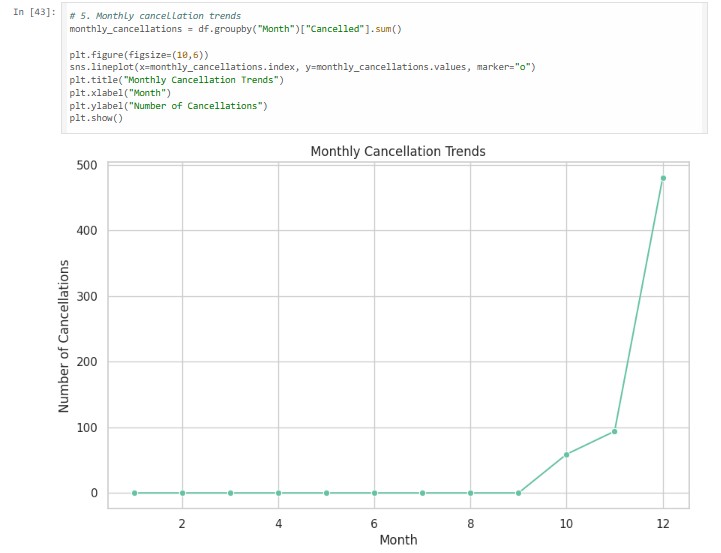 In [43]:
# 5. Monthly cancellation trends
monthly_cancellations = df.groupby("Month")["Cancelled"].sum()
plt.figure(figsize=(10,6))
sns.lineplot(x=monthly_cancellations.index, y=monthly_cancellations.values, marker="o")
plt.title("Monthly Cancellation Trends")
plt.xlabel("Month")
plt.ylabel("Number of Cancellations")
plt.show()
Monthly Cancellation Trends
Number of Cancellations
500
400
300
200
100
0
2 4 6 8 10 12
Month